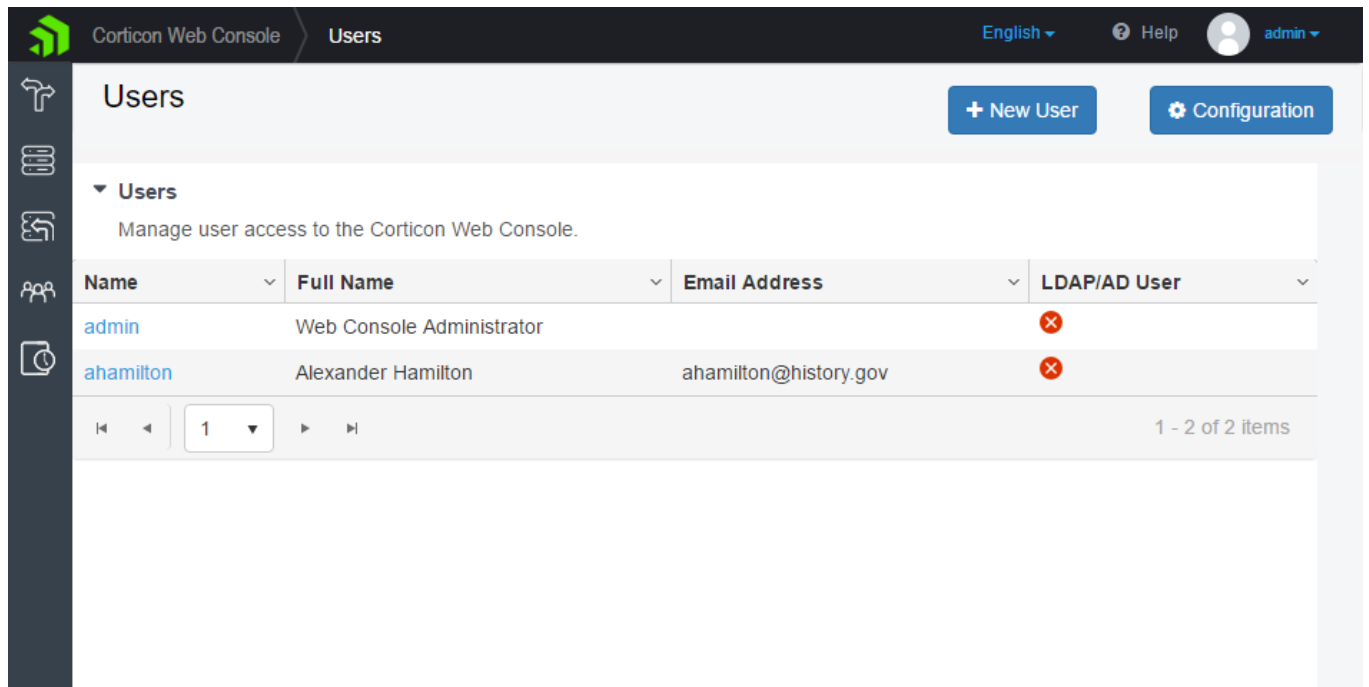 Corticon Web Console Users English Help admin
Users
+ New User Configuration
Users
Manage user access to the Corticon Web Console.
Name Full Name Email Address LDAP/AD User
admin Web Console Administrator
ahamilton Alexander Hamilton ahamilton@history.gov
1 1 - 2 of 2 items